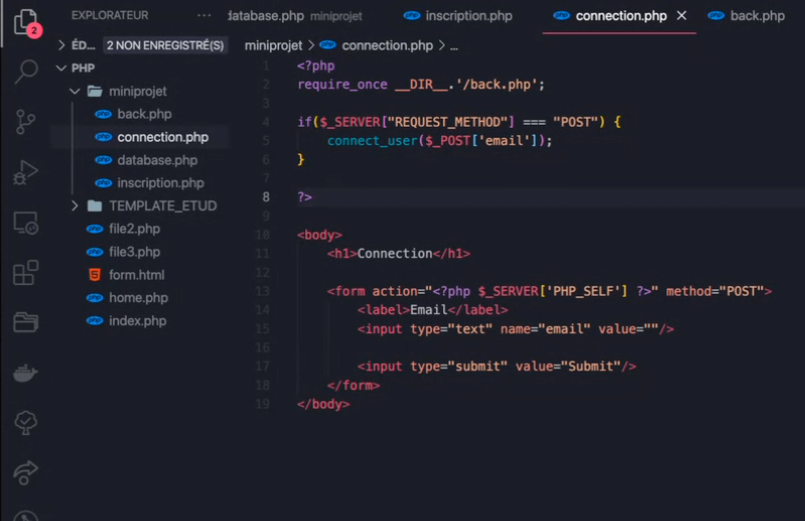 EXPLORATEUR ... database.php miniprojet inscription.php connection.php back.php
2
ÉD... 2 NON ENREGISTRÉ(S)
PHP
miniprojet
back.php
connection.php
database.php
inscription.php
TEMPLATE_ETUD
file2.php
file3.php
form.html
home.php
index.php
miniprojet > connection.php > ...
1 <?php
2 require_once __DIR__.'/back.php';
3
4 if($_SERVER["REQUEST_METHOD"] === "POST") {
5 connect_user($_POST['email']);
6 }
7
8 ?>
9
10 <body>
11 <h1>Connection</h1>
12
13 <form action="<?php $_SERVER['PHP_SELF'] ?>" method="POST">
14 <label>Email</label>
15 <input type="text" name="email" value=""/>
16
17 <input type="submit" value="Submit"/>
18 </form>
19 </body>